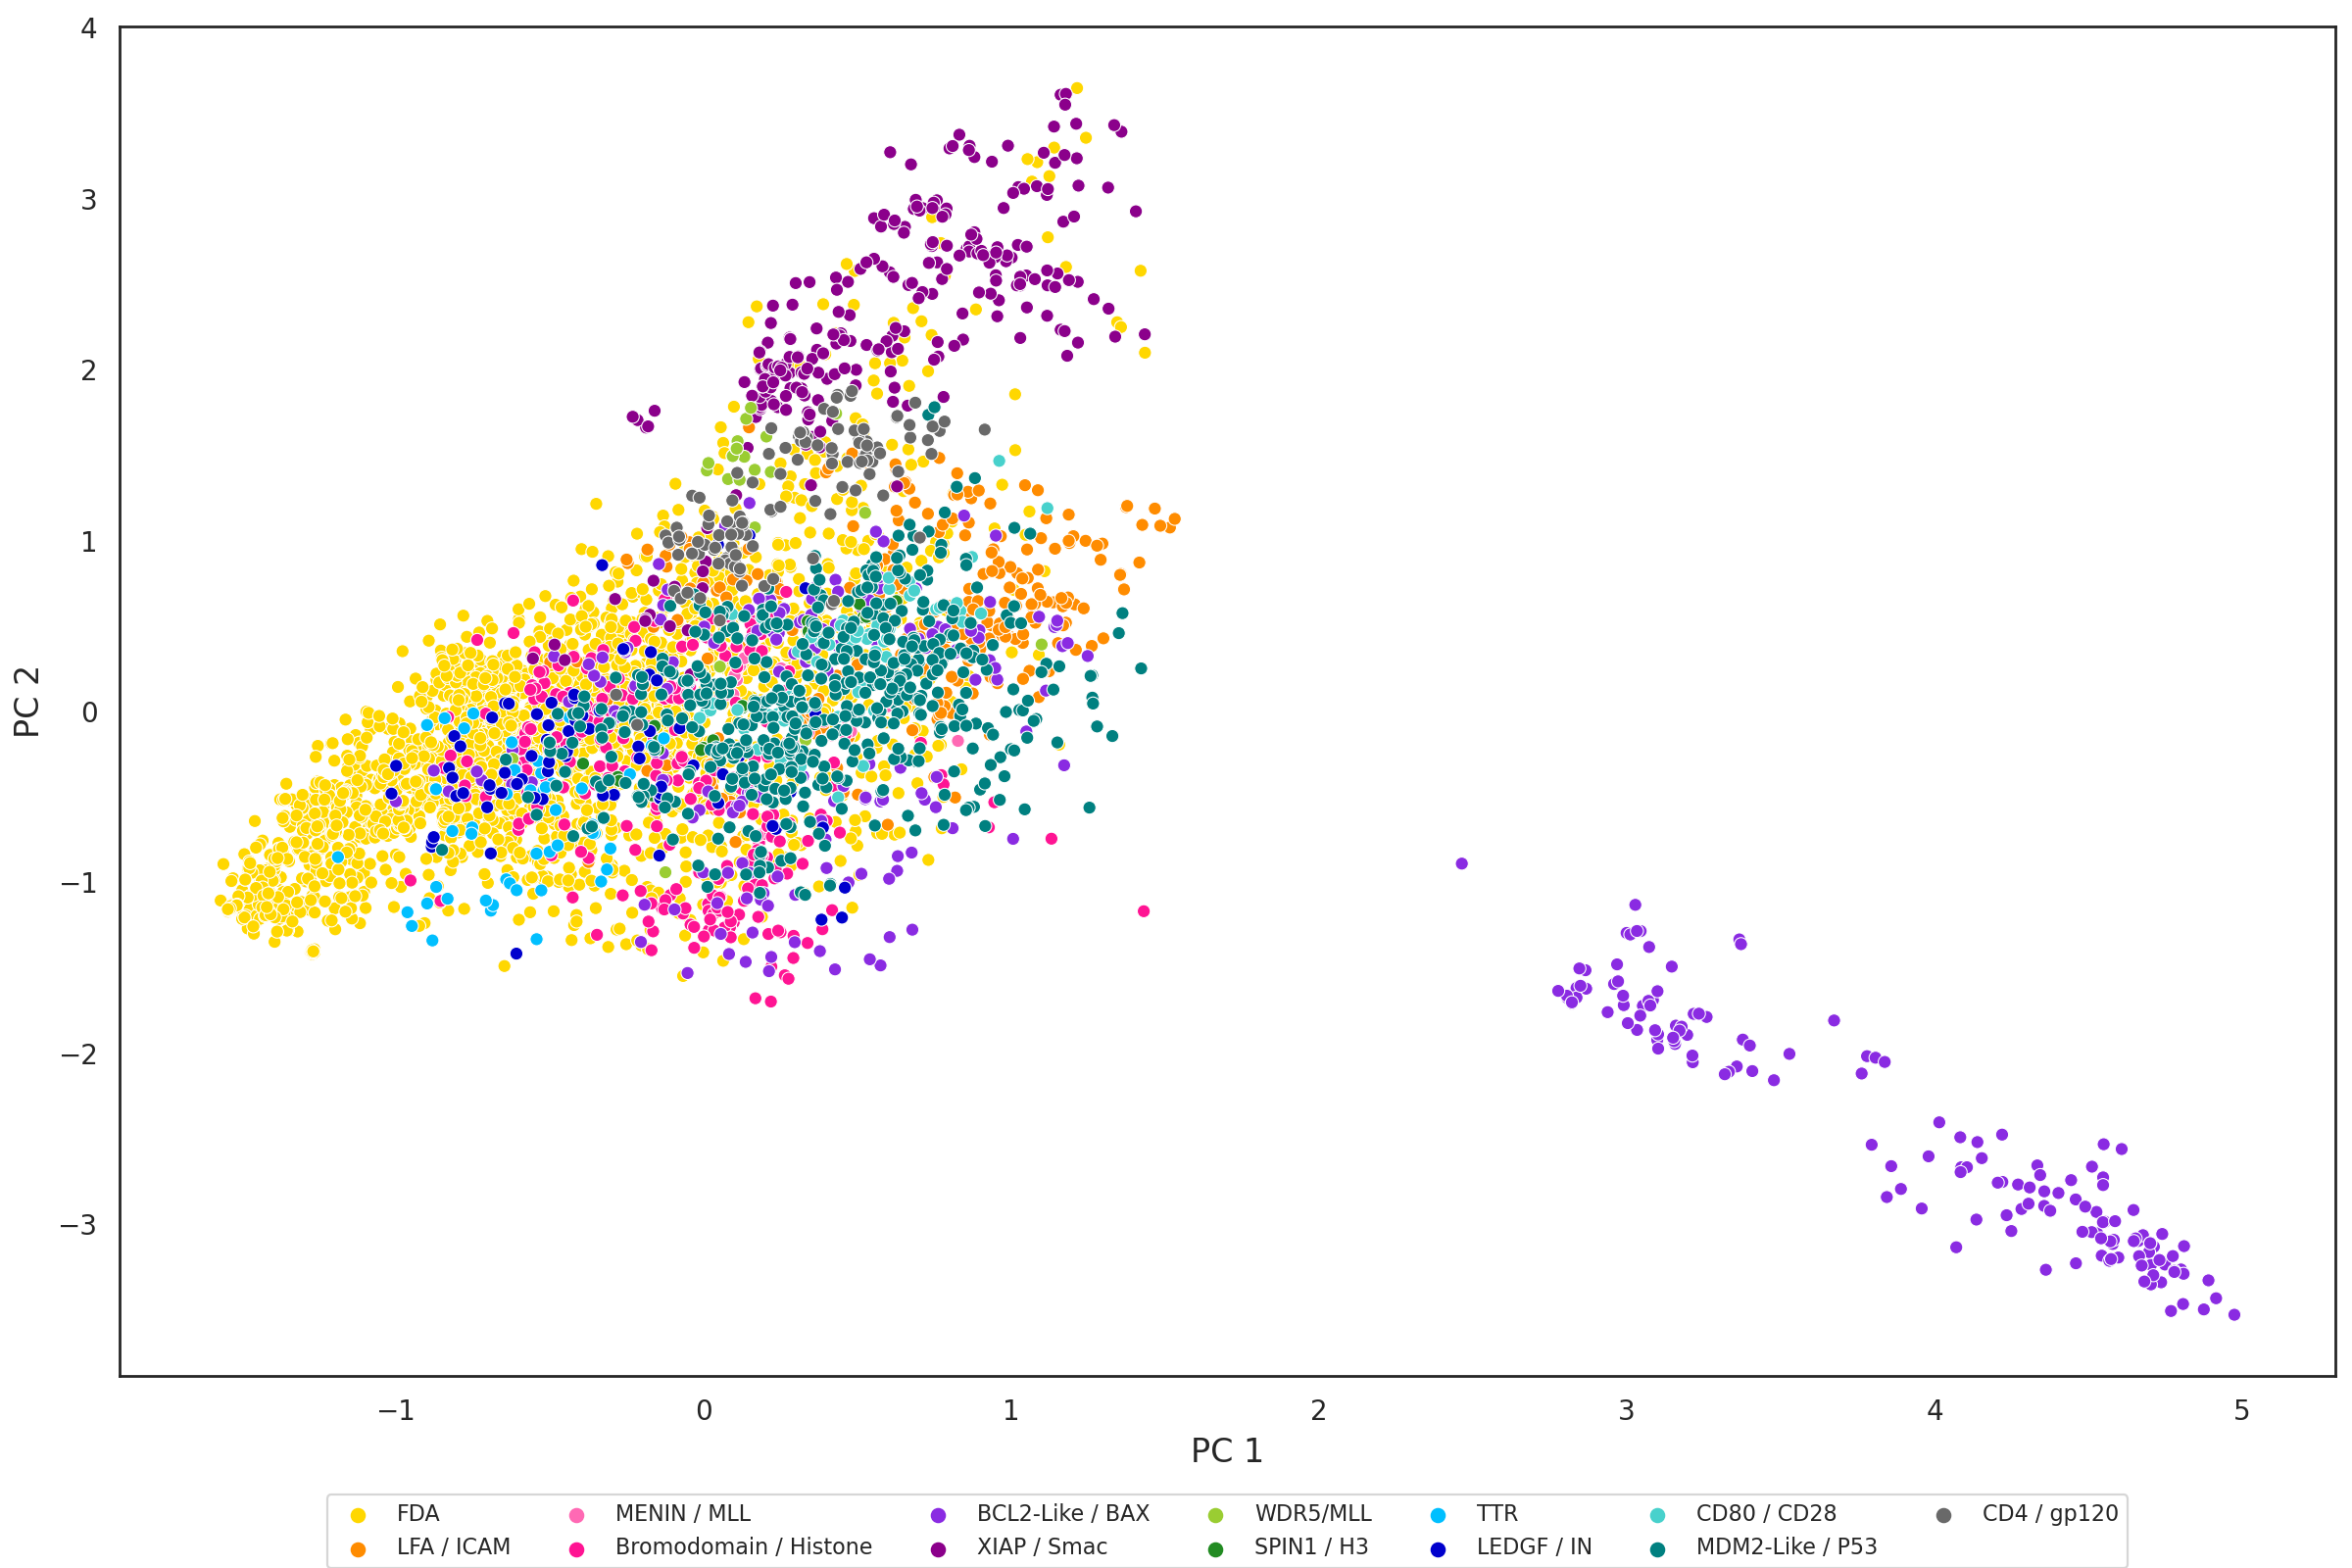 4
3
2
1
0
−1
−2
−3
PC 2
−1 0 1 2 3 4 5
PC 1
FDA MENIN / MLL BCL2-Like / BAX WDR5/MLL TTR CD80 / CD28 CD4 / gp120
LFA / ICAM Bromodomain / Histone XIAP / Smac SPIN1 / H3 LEDGF / IN MDM2-Like / P53